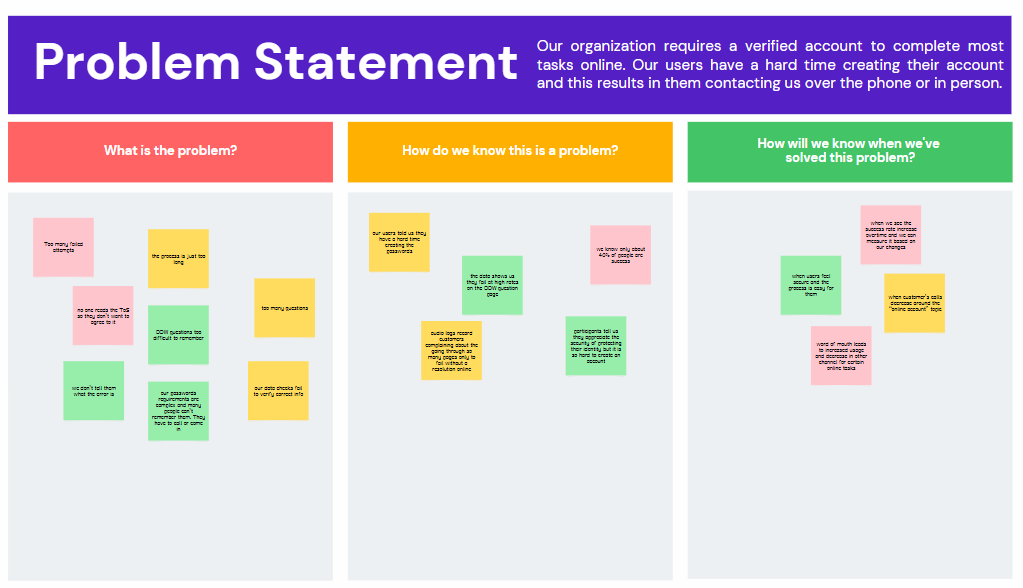 Problem Statement
Our organization requires a verified account to complete most
tasks online. Our users have a hard time creating their account
and this results in them contacting us over the phone or in person.
What is the problem?
Too many failed
attempts
the process is just too
long
too many questions
no one reads the ToS
so they don't want to
agree to it
OOW questions too
difficult to remember
we don't tell them
what the error is
our passwords
requirements are
complex and many
people can't
remember them. They
have to call or come
in
our data checks fail
to verify correct info
How do we know this is a problem?
our users told us they
have a hard time
creating the
passwords
we know only about
40% of people are
success
the data shows us
they fail at high rates
on the OOW question
page
audio logs record
customers
complaining about the
going through so
many pages only to
fail without a
resolution online
participants tell us
they appreciate the
security of protecting
their identity but it is
so hard to create an
account
How will we know when we've
solved this problem?
when we see the
success rate increase
overtime and we can
measure it based on
our changes
when users feel
secure and the
process is easy for
them
when customer's calls
decrease around the
"online account" topic
word of mouth leads
to increased usage
and decrease in other
channel for certain
online tasks